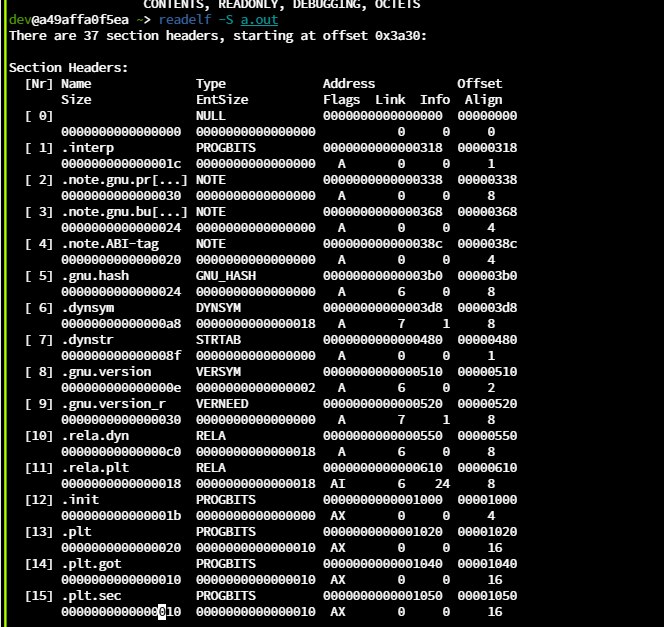 CONTENTS, READONLY, DEBUGGING, OCTETS
dev@a49affa0f5ea ~> readelf -S a.out
There are 37 section headers, starting at offset 0x3a30:

Section Headers:
  [Nr] Name              Type             Address           Offset
       Size              EntSize          Flags  Link  Info  Align
  [ 0]                   NULL             0000000000000000  00000000
       0000000000000000  0000000000000000           0     0     0
  [ 1] .interp           PROGBITS         0000000000000318  00000318
       000000000000001c  0000000000000000   A       0     0     1
  [ 2] .note.gnu.pr[...] NOTE             0000000000000338  00000338
       0000000000000030  0000000000000000   A       0     0     8
  [ 3] .note.gnu.bu[...] NOTE             0000000000000368  00000368
       0000000000000024  0000000000000000   A       0     0     4
  [ 4] .note.ABI-tag     NOTE             000000000000038c  0000038c
       0000000000000020  0000000000000000   A       0     0     4
  [ 5] .gnu.hash         GNU_HASH         00000000000003b0  000003b0
       0000000000000024  0000000000000000   A       6     0     8
  [ 6] .dynsym           DYNSYM           00000000000003d8  000003d8
       00000000000000a8  0000000000000018   A       7     1     8
  [ 7] .dynstr           STRTAB           0000000000000480  00000480
       000000000000008f  0000000000000000   A       0     0     1
  [ 8] .gnu.version      VERSYM           0000000000000510  00000510
       000000000000000e  0000000000000002   A       6     0     2
  [ 9] .gnu.version_r    VERNEED          0000000000000520  00000520
       0000000000000030  0000000000000000   A       7     1     8
  [10] .rela.dyn         RELA             0000000000000550  00000550
       00000000000000c0  0000000000000018   A       6     0     8
  [11] .rela.plt         RELA             0000000000000610  00000610
       0000000000000018  0000000000000018  AI       6    24     8
  [12] .init             PROGBITS         0000000000001000  00001000
       000000000000001b  0000000000000000  AX       0     0     4
  [13] .plt              PROGBITS         0000000000001020  00001020
       0000000000000020  0000000000000010  AX       0     0     16
  [14] .plt.got          PROGBITS         0000000000001040  00001040
       0000000000000010  0000000000000010  AX       0     0     16
  [15] .plt.sec          PROGBITS         0000000000001050  00001050
       0000000000000010  0000000000000010  AX       0     0     16